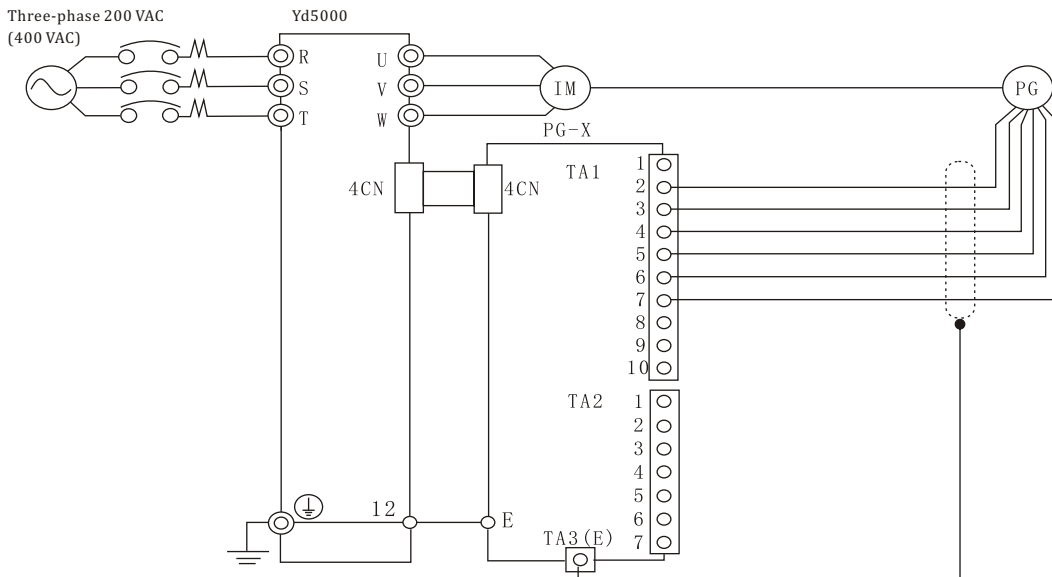 Three-phase 200 VAC
(400 VAC)
Yd5000
R
S
T
U
V
W
IM
PG
PG-X
4CN
4CN
TA1
1
2
3
4
5
6
7
8
9
10
TA2
1
2
3
4
5
6
7
12
E
TA3(E)